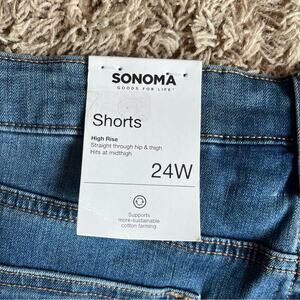 SONOMA
GOODS FOR LIFE
Shorts
High Rise
Straight through hip & thigh
Hits at midthigh
24W
Supports
more-sustainable
cotton farming.